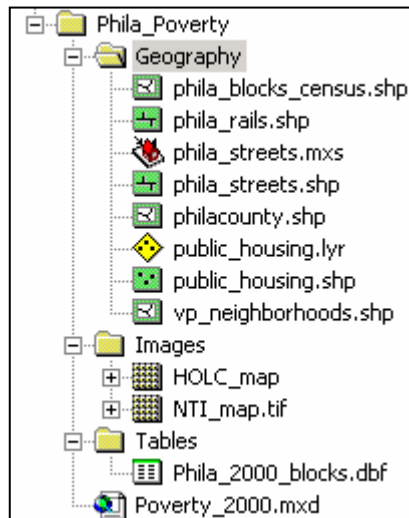 Phila_Poverty
Geography
phila_blocks_census.shp
phila_rails.shp
phila_streets.mxs
phila_streets.shp
philacounty.shp
public_housing.lyr
public_housing.shp
vp_neighborhoods.shp
Images
HOLC_map
NTI_map.tif
Tables
Phila_2000_blocks.dbf
Poverty_2000.mxd